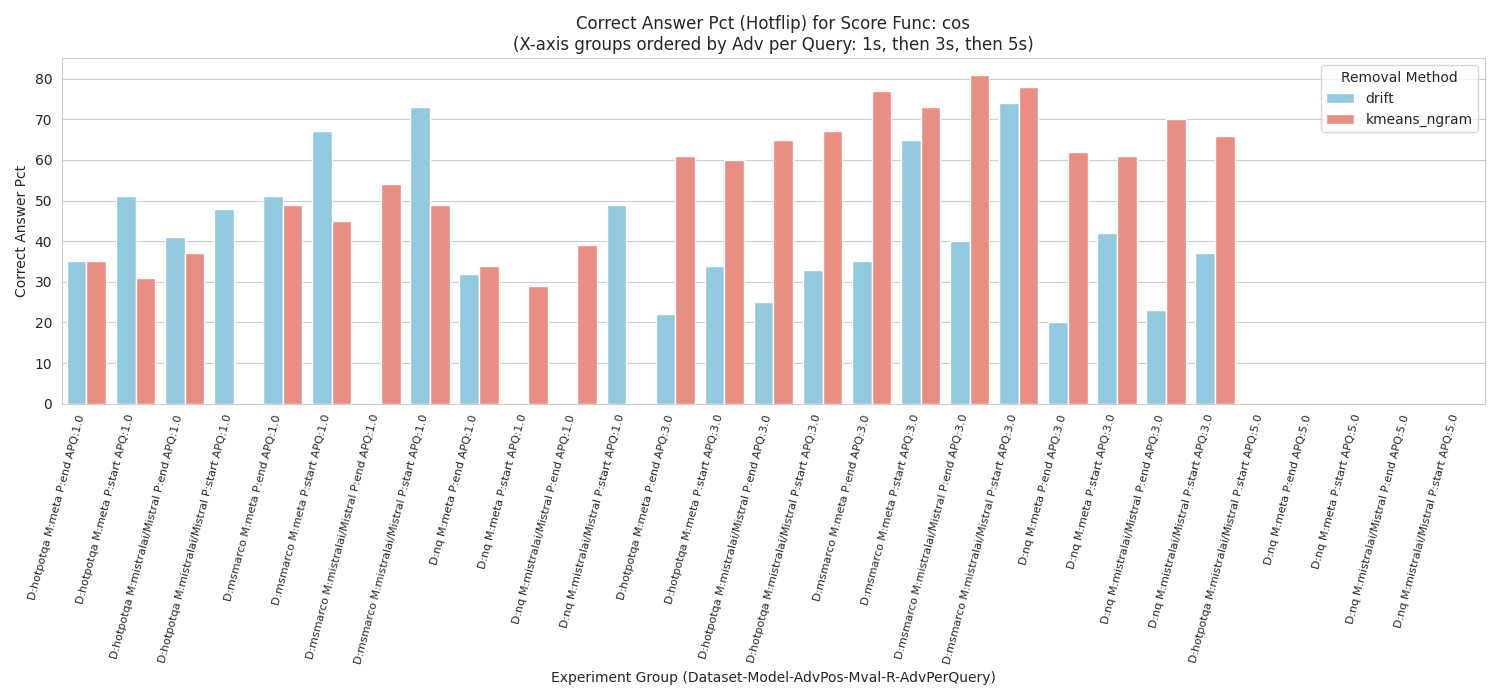 Correct Answer Pct (Hotflip) for Score Func: cos
(X-axis groups ordered by Adv per Query: 1s, then 3s, then 5s)
Removal Method
drift
kmeans_ngram
Correct Answer Pct
80
70
60
50
40
30
20
10
0
D:hotpotqa M:meta P:end APQ:1.0
D:hotpotqa M:meta P:start APQ:1.0
D:hotpotqa M:mistralai/Mistral P:end APQ:1.0
D:hotpotqa M:mistralai/Mistral P:start APQ:1.0
D:msmarco M:meta P:end APQ:1.0
D:msmarco M:meta P:start APQ:1.0
D:msmarco M:mistralai/Mistral P:end APQ:1.0
D:msmarco M:mistralai/Mistral P:start APQ:1.0
D:nq M:meta P:end APQ:1.0
D:nq M:meta P:start APQ:1.0
D:nq M:mistralai/Mistral P:end APQ:1.0
D:nq M:mistralai/Mistral P:start APQ:1.0
D:hotpotqa M:meta P:end APQ:3.0
D:hotpotqa M:meta P:start APQ:3.0
D:hotpotqa M:mistralai/Mistral P:end APQ:3.0
D:hotpotqa M:mistralai/Mistral P:start APQ:3.0
D:msmarco M:meta P:end APQ:3.0
D:msmarco M:meta P:start APQ:3.0
D:msmarco M:mistralai/Mistral P:end APQ:3.0
D:msmarco M:mistralai/Mistral P:start APQ:3.0
D:nq M:meta P:end APQ:3.0
D:nq M:meta P:start APQ:3.0
D:nq M:mistralai/Mistral P:end APQ:3.0
D:nq M:mistralai/Mistral P:start APQ:3.0
D:hotpotqa M:mistralai/Mistral P:start APQ:5.0
D:nq M:meta P:end APQ:5.0
D:nq M:meta P:start APQ:5.0
D:nq M:mistralai/Mistral P:end APQ:5.0
D:nq M:mistralai/Mistral P:start APQ:5.0
Experiment Group (Dataset-Model-AdvPos-Mval-R-AdvPerQuery)